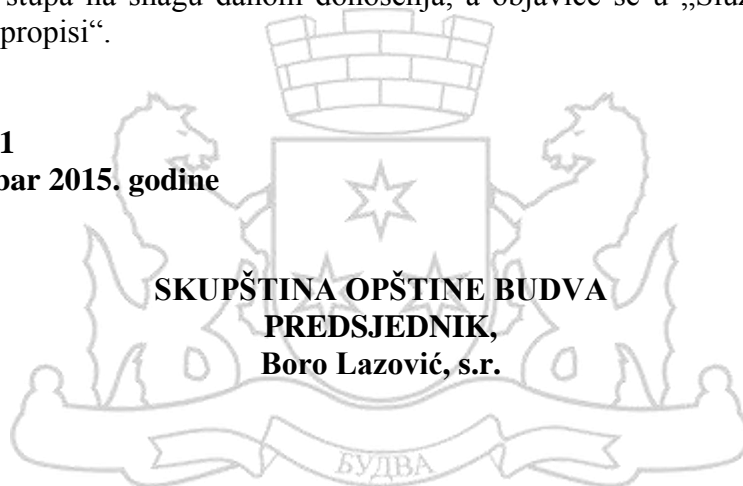 stupa na snagu danom donošenja, a objaviće se u „Služ
propisi“.
1
bar 2015. godine
SKUPŠTINA OPŠTINE BUDVA
PREDSJEDNIK,
Boro Lazović, s.r.
БУДВА